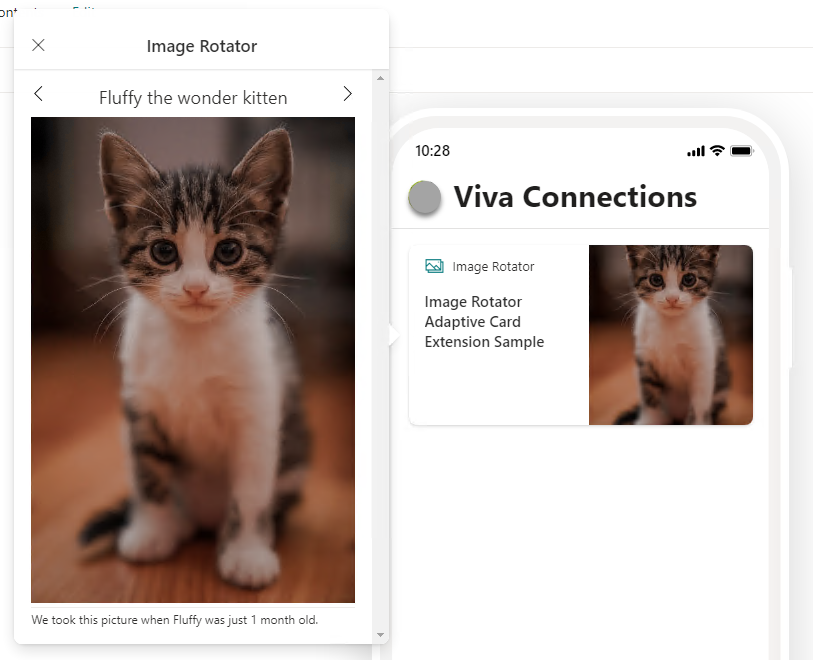 Image Rotator
Fluffy the wonder kitten
We took this picture when Fluffy was just 1 month old.
10:28
Viva Connections
Image Rotator
Image Rotator
Adaptive Card
Extension Sample